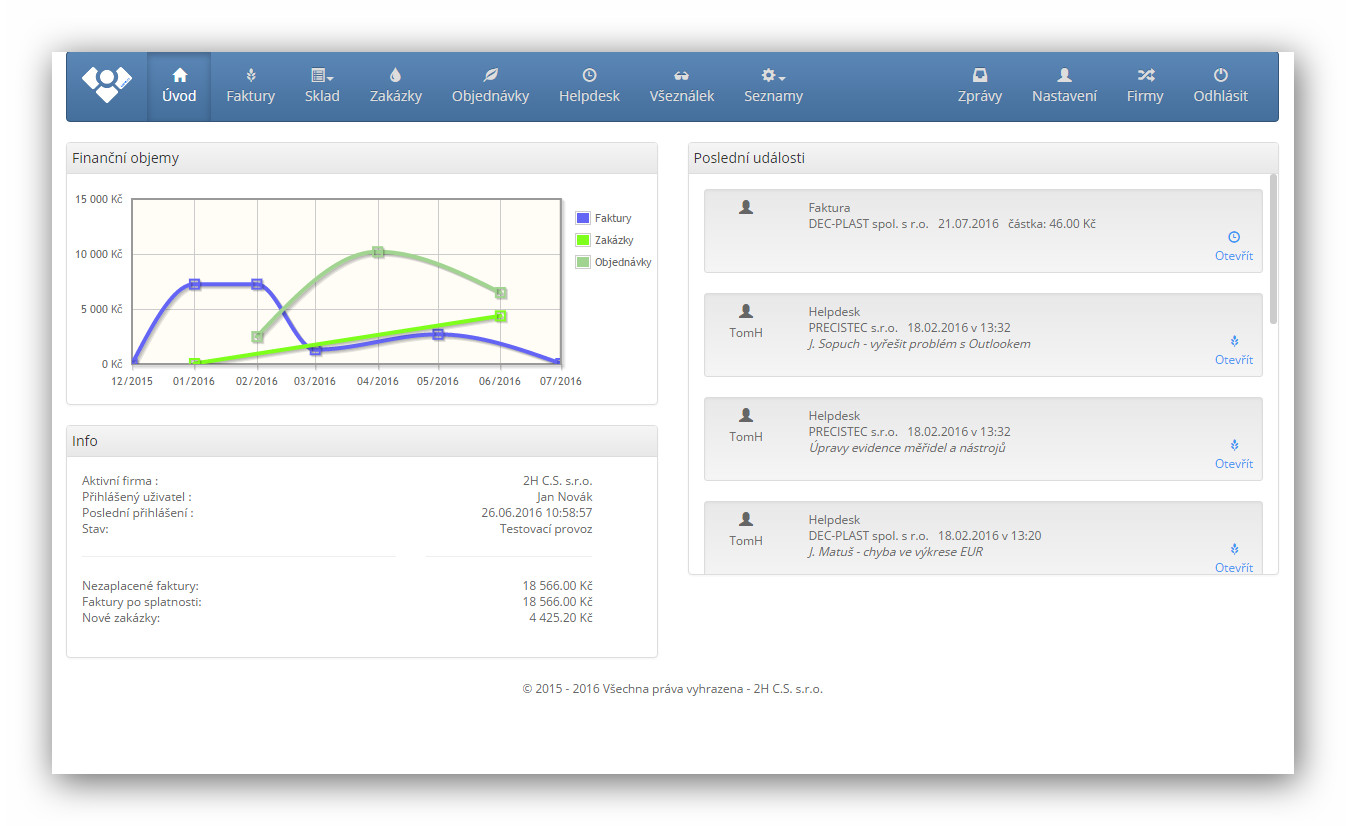 Úvod
Faktury
Sklad
Zakázky
Objednávky
Helpdesk
Všeználek
Seznamy
Zprávy
Nastavení
Firmy
Odhlásit
Finanční objemy
15 000 Kč
10 000 Kč
5 000 Kč
0 Kč
12/2015 01/2016 02/2016 03/2016 04/2016 05/2016 06/2016 07/2016
Faktury
Zakázky
Objednávky
Info
Aktivní firma : 2H C.S. s.r.o.
Přihlášený uživatel : Jan Novák
Poslední přihlášení : 26.06.2016 10:58:57
Stav: Testovací provoz
Nezaplacené faktury: 18 566.00 Kč
Faktury po splatnosti: 18 566.00 Kč
Nové zakázky: 4 425.20 Kč
Poslední události
Faktura
DEC-PLAST spol. s r.o. 21.07.2016 částka: 46.00 Kč
Otevřít
Helpdesk
TomH
PRECISTEC s.r.o. 18.02.2016 v 13:32
J. Sopuch - vyřešit problém s Outlookem
Otevřít
Helpdesk
TomH
PRECISTEC s.r.o. 18.02.2016 v 13:32
Úpravy evidence měřidel a nástrojů
Otevřít
Helpdesk
TomH
DEC-PLAST spol. s r.o. 18.02.2016 v 13:20
J. Matuš - chyba ve výkrese EUR
Otevřít
© 2015 - 2016 Všechna práva vyhrazena - 2H C.S. s.r.o.